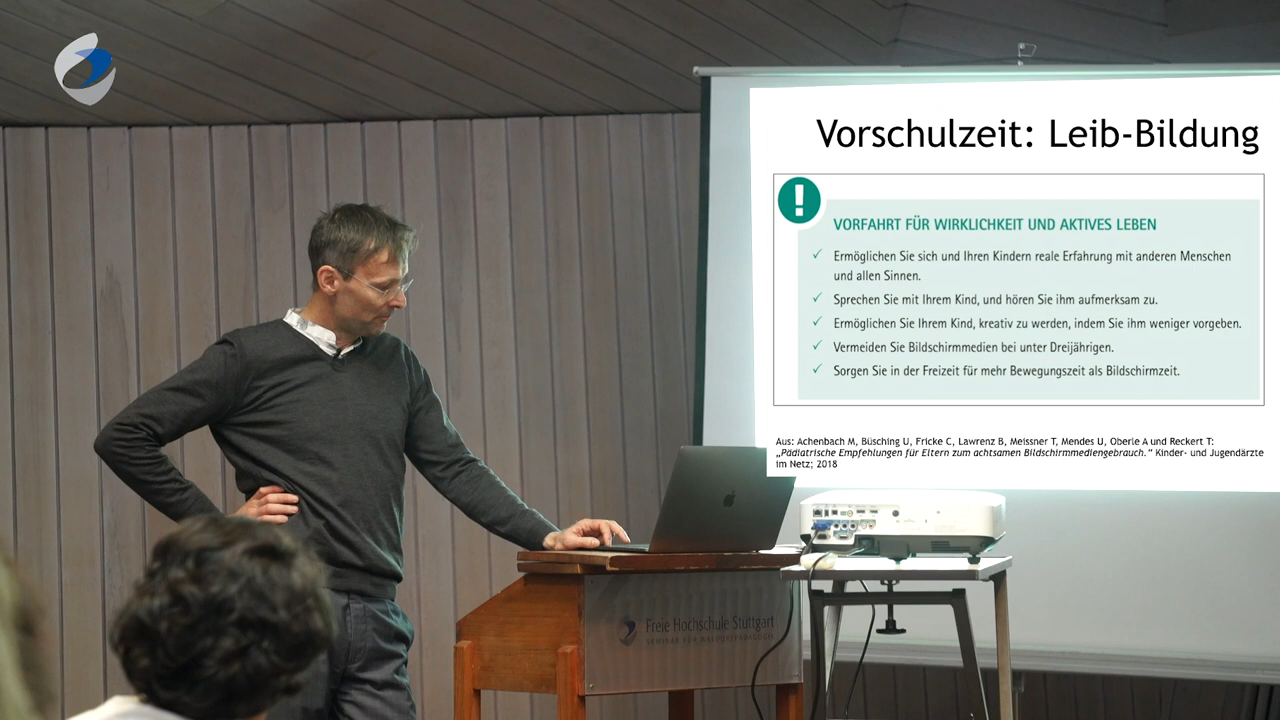 Vorschulzeit: Leib-Bildung
!
VORFAHRT FÜR WIRKLICHKEIT UND AKTIVES LEBEN
✓ Ermöglichen Sie sich und Ihren Kindern reale Erfahrung mit anderen Menschen
und allen Sinnen.
✓ Sprechen Sie mit Ihrem Kind, und hören Sie ihm aufmerksam zu.
✓ Ermöglichen Sie Ihrem Kind, kreativ zu werden, indem Sie ihm weniger vorgeben.
✓ Vermeiden Sie Bildschirmmedien bei unter Dreijährigen.
✓ Sorgen Sie in der Freizeit für mehr Bewegungszeit als Bildschirmzeit.
Aus: Achenbach M, Büsching U, Fricke C, Lawrenz B, Meissner T, Mendes U, Oberle A und Reckert T:
„Pädiatrische Empfehlungen für Eltern zum achtsamen Bildschirmmediengebrauch.“ Kinder- und Jugendärzte
im Netz; 2018
Freie Hochschule Stuttgart
SEMINAR FÜR WALDORFPÄDAGOGIK